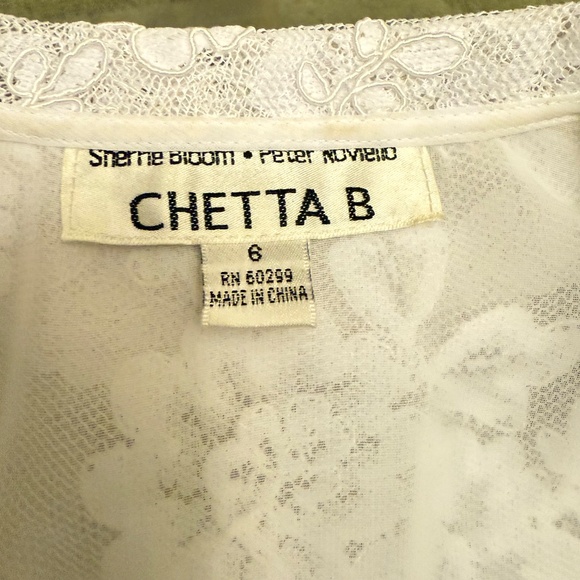 Sherrie Bloom • Peter Noviello
CHETTA B
6
RN 60299
MADE IN CHINA